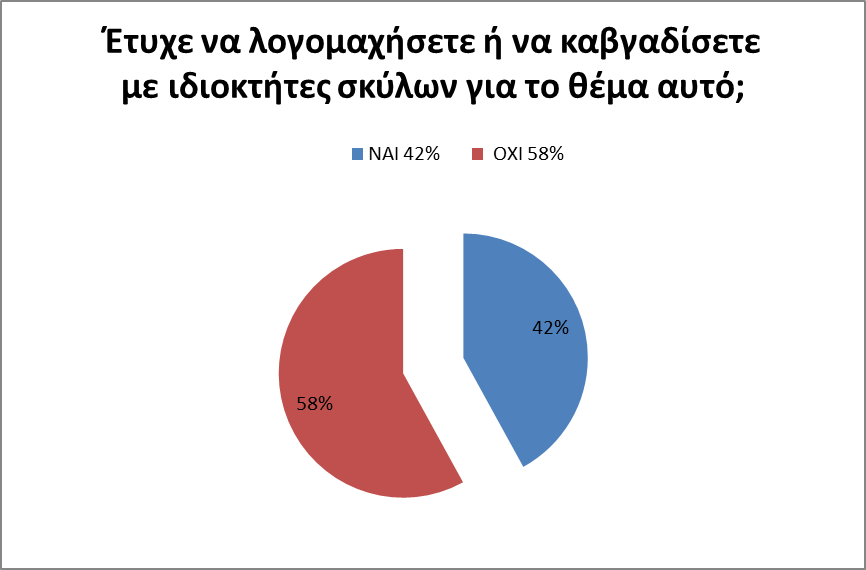 Έτυχε να λογομαχήσετε ή να καβγαδίσετε
με ιδιοκτήτες σκύλων για το θέμα αυτό;
ΝΑΙ 42% ΟΧΙ 58%
42%
58%